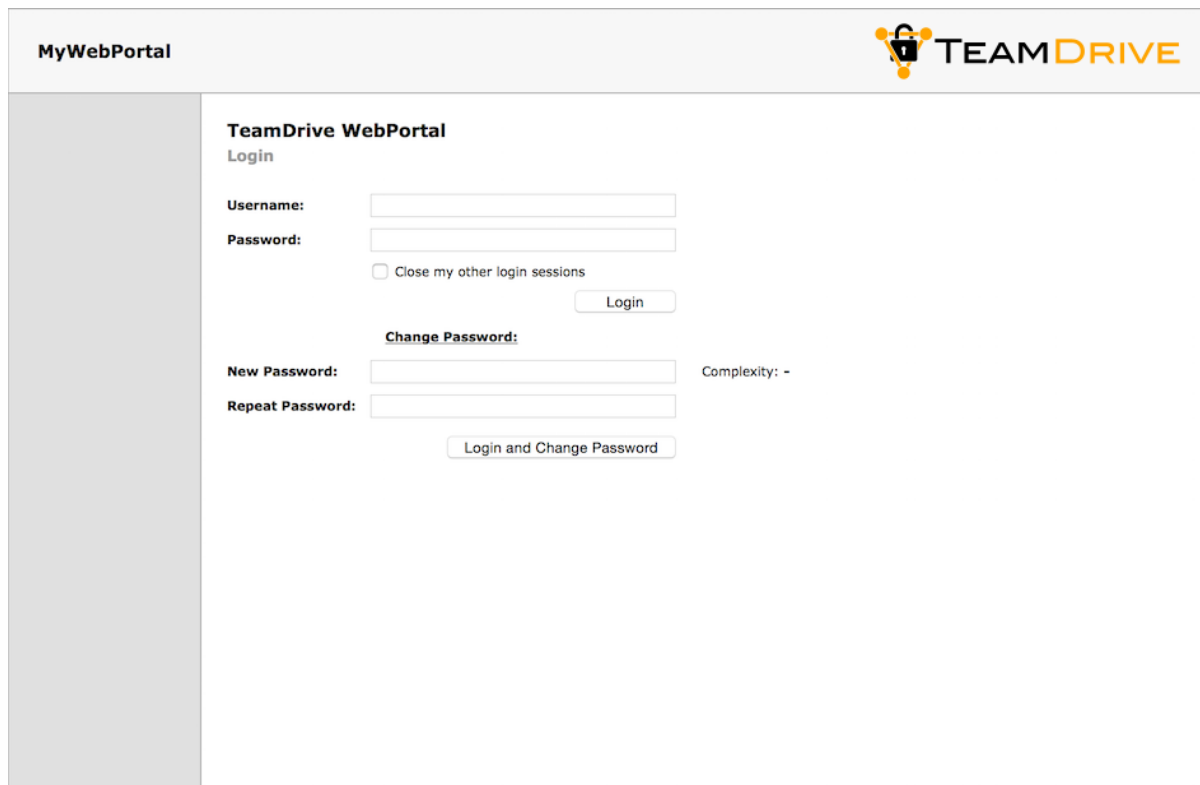 MyWebPortal
TEAMDRIVE
TeamDrive WebPortal
Login
Username:
Password:
Close my other login sessions
Login
Change Password:
New Password:
Complexity: -
Repeat Password:
Login and Change Password